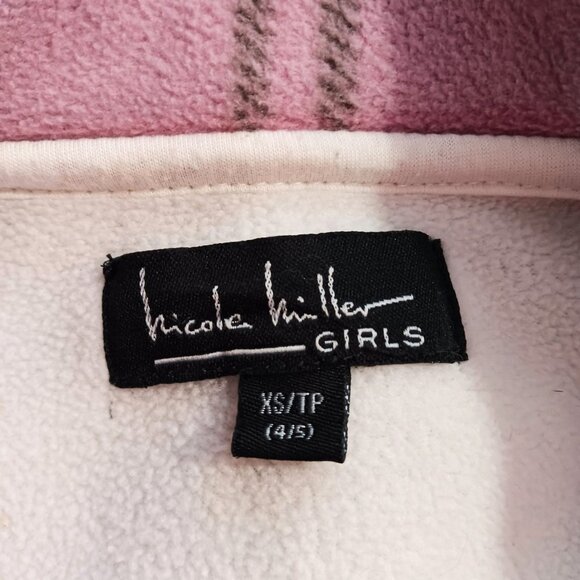 Nicole Miller
GIRLS
XS/TP
(4/5)